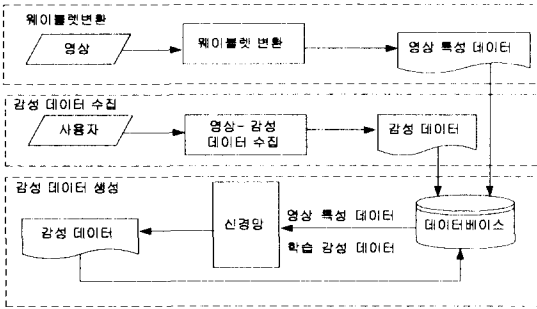 웨이블렛변환
영상
웨이블렛 변환
영상 특성 데이터
감성 데이터 수집
사용자
영상- 감성
데이터 수집
감성 데이터
감성 데이터 생성
감성 데이터
신경망
영상 특성 데이터
학습 감성 데이터
데이터베이스